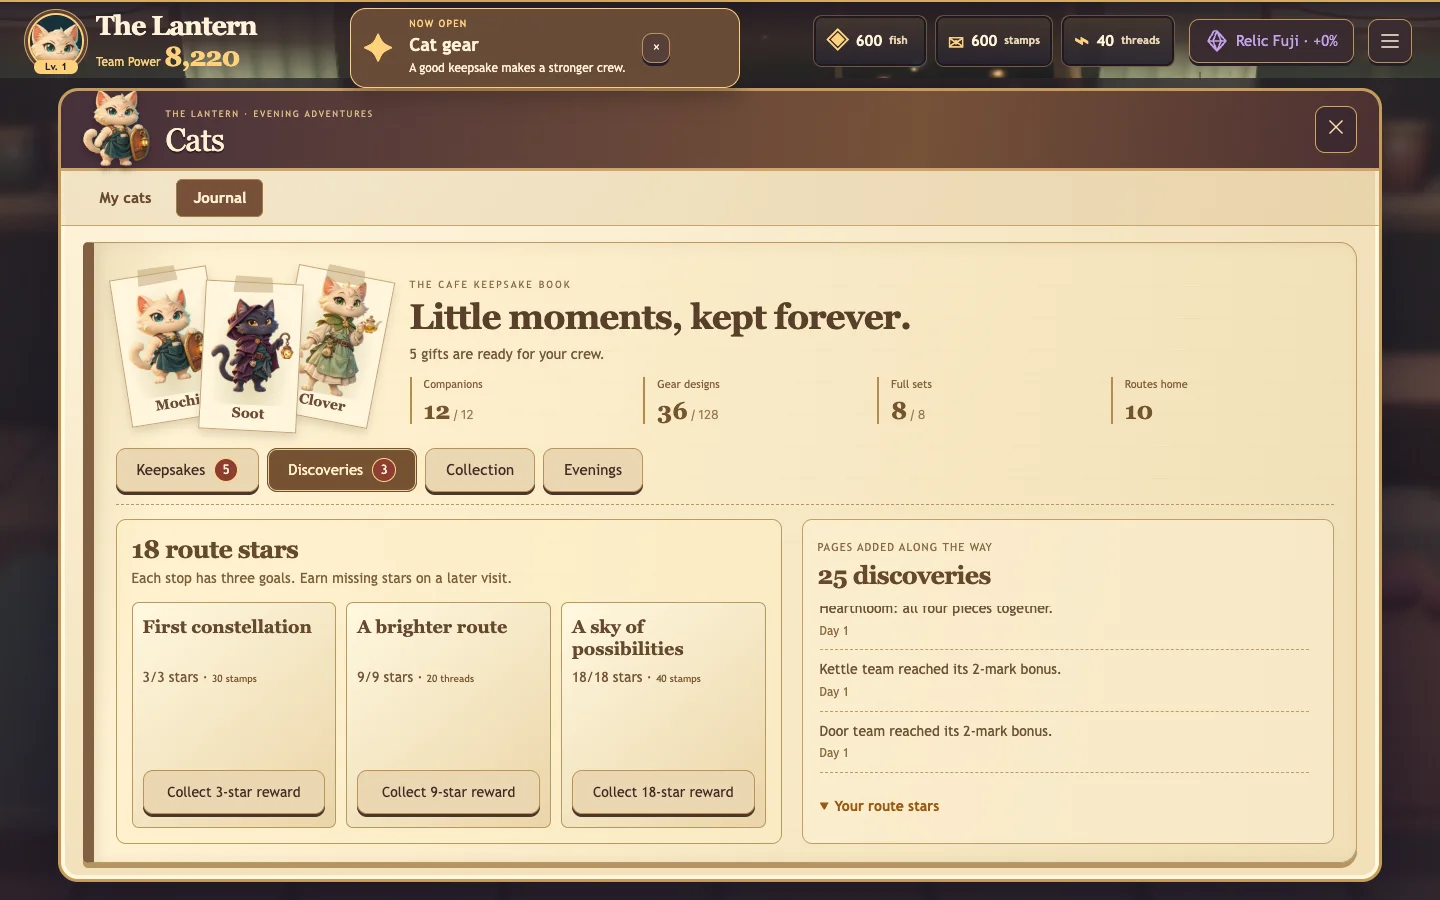 The Lantern
Lv. 1
Team Power 8,220
NOW OPEN
Cat gear
A good keepsake makes a stronger crew.
×
600 fish
600 stamps
40 threads
Relic Fuji · +0%
THE LANTERN · EVENING ADVENTURES
Cats
My cats
Journal
Mochi
Soot
Clover
THE CAFE KEEPSAKE BOOK
Little moments, kept forever.
5 gifts are ready for your crew.
Companions
12 / 12
Gear designs
36 / 128
Full sets
8 / 8
Routes home
10
Keepsakes 5
Discoveries 3
Collection
Evenings
18 route stars
Each stop has three goals. Earn missing stars on a later visit.
First constellation
3/3 stars · 30 stamps
Collect 3-star reward
A brighter route
9/9 stars · 20 threads
Collect 9-star reward
A sky of
possibilities
18/18 stars · 40 stamps
Collect 18-star reward
PAGES ADDED ALONG THE WAY
25 discoveries
Hearthloom: all four pieces together.
Day 1
Kettle team reached its 2-mark bonus.
Day 1
Door team reached its 2-mark bonus.
Day 1
▼ Your route stars